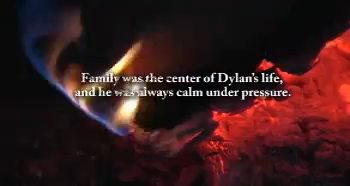 Family was the center of Dylan's life,
and he was always calm under pressure.